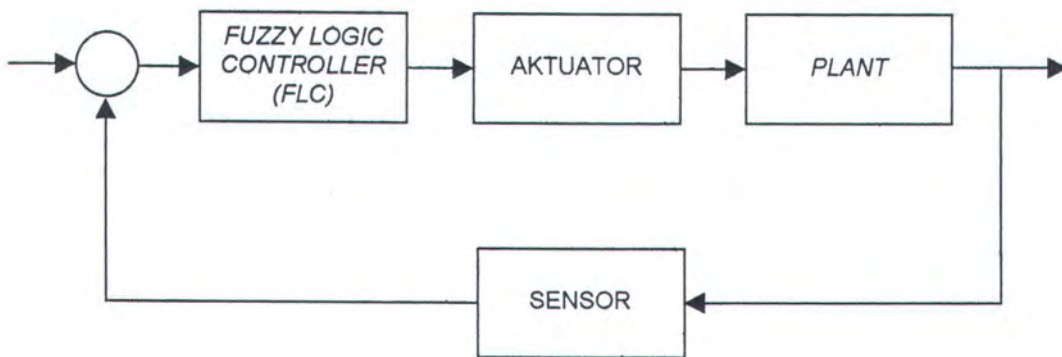 FUZZY LOGIC
CONTROLLER
(FLC)
AKTUATOR
PLANT
SENSOR